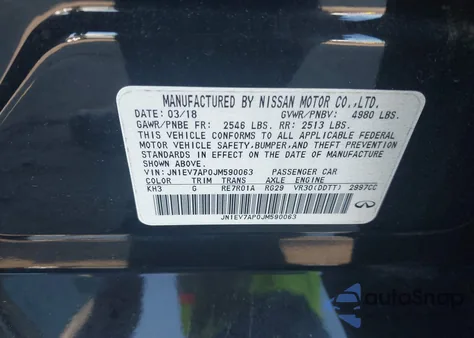 MANUFACTURED BY NISSAN MOTOR CO.,LTD.
DATE: 03/18 GVWR/PNBV: 4980 LBS.
GAWR/PNBE FR: 2546 LBS. RR: 2513 LBS.
THIS VEHICLE CONFORMS TO ALL APPLICABLE FEDERAL
MOTOR VEHICLE SAFETY,BUMPER,AND THEFT PREVENTION
STANDARDS IN EFFECT ON THE DATE OF MANUFACTURE
SHOWN ABOVE.
VIN: JN1EV7AP0JM590063 PASSENGER CAR
COLOR TRIM TRANS AXLE ENGINE
KH3 G RE7R01A RG29 VR30(DDTT) 2997CC
JN1EV7AP0JM590063
autoSnap